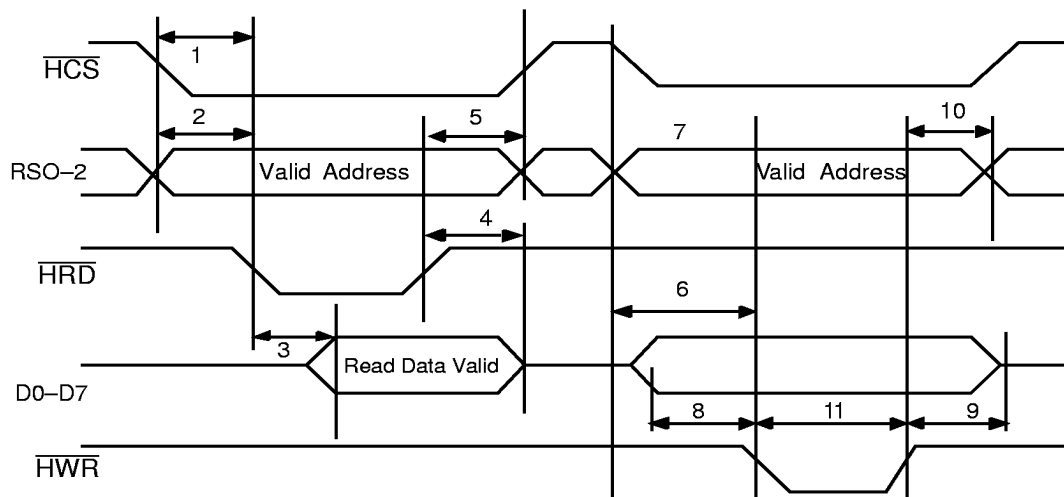 1
HCS
2
5
7
10
RSO–2
Valid Address
Valid Address
4
HRD
6
3
Read Data Valid
D0–D7
8
11
9
HWR